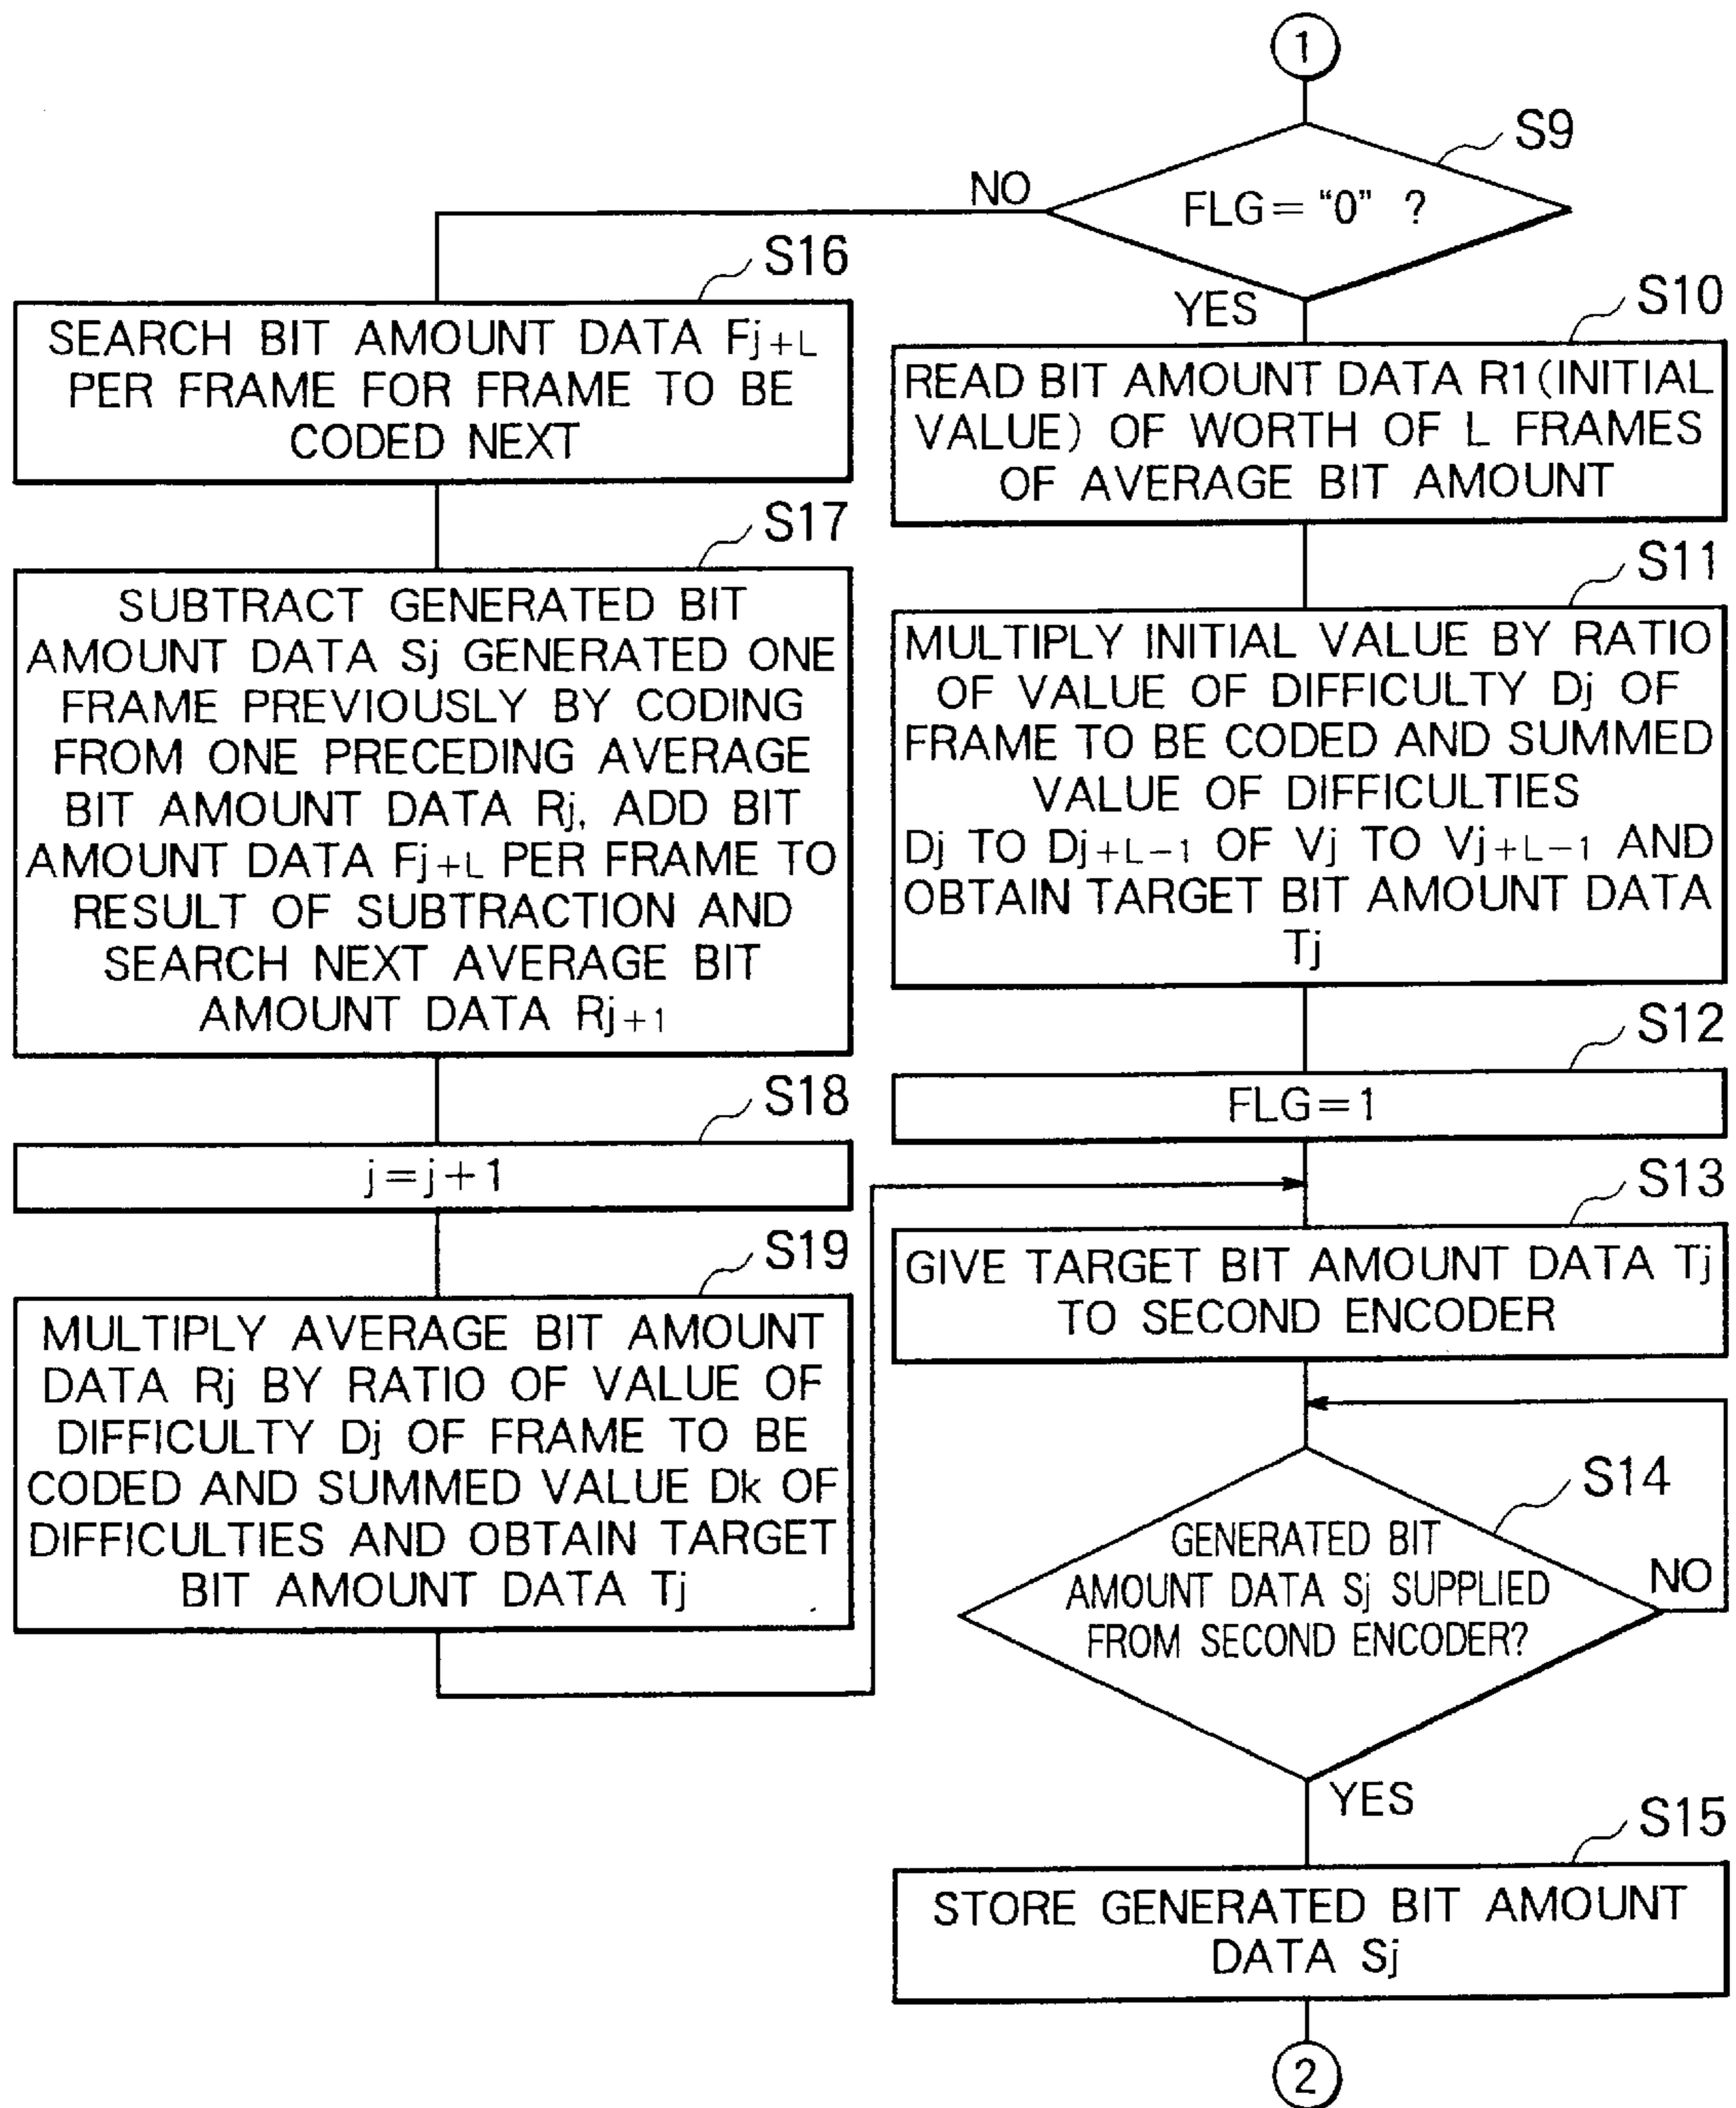 1
S9
FLG = “0” ?
NO
YES
S10
READ BIT AMOUNT DATA R1 (INITIAL
VALUE) OF WORTH OF L FRAMES
OF AVERAGE BIT AMOUNT
S11
MULTIPLY INITIAL VALUE BY RATIO
OF VALUE OF DIFFICULTY Dj OF
FRAME TO BE CODED AND SUMMED
VALUE OF DIFFICULTIES
Dj TO Dj+L-1 OF Vj TO Vj+L-1 AND
OBTAIN TARGET BIT AMOUNT DATA
Tj
S12
FLG = 1
S13
GIVE TARGET BIT AMOUNT DATA Tj
TO SECOND ENCODER
S14
GENERATED BIT
AMOUNT DATA Sj SUPPLIED
FROM SECOND ENCODER?
NO
YES
S15
STORE GENERATED BIT AMOUNT
DATA Sj
2
S16
SEARCH BIT AMOUNT DATA Fj+L
PER FRAME FOR FRAME TO BE
CODED NEXT
S17
SUBTRACT GENERATED BIT
AMOUNT DATA Sj GENERATED ONE
FRAME PREVIOUSLY BY CODING
FROM ONE PRECEDING AVERAGE
BIT AMOUNT DATA Rj, ADD BIT
AMOUNT DATA Fj+L PER FRAME TO
RESULT OF SUBTRACTION AND
SEARCH NEXT AVERAGE BIT
AMOUNT DATA Rj+1
S18
j = j + 1
S19
MULTIPLY AVERAGE BIT AMOUNT
DATA Rj BY RATIO OF VALUE OF
DIFFICULTY Dj OF FRAME TO BE
CODED AND SUMMED VALUE Dk OF
DIFFICULTIES AND OBTAIN TARGET
BIT AMOUNT DATA Tj